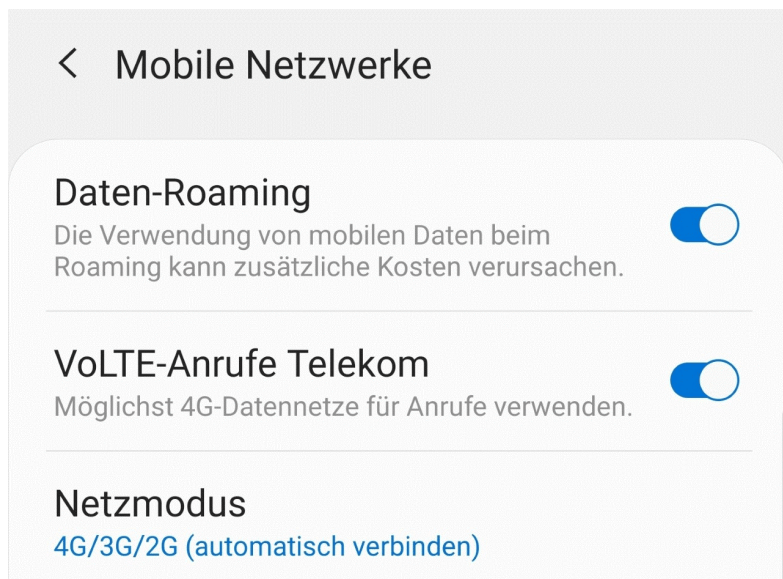 Mobile Netzwerke
Daten-Roaming
Die Verwendung von mobilen Daten beim
Roaming kann zusätzliche Kosten verursachen.
VoLTE-Anrufe Telekom
Möglichst 4G-Datennetze für Anrufe verwenden.
Netzmodus
4G/3G/2G (automatisch verbinden)